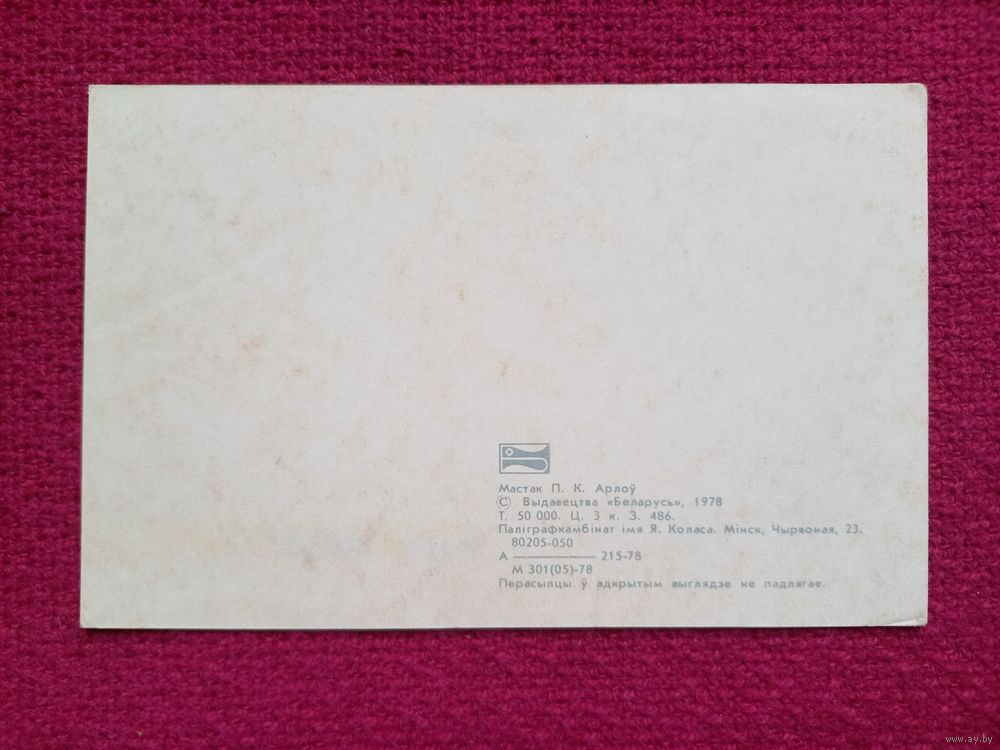 Мастак П. К. Арлоў
© Выдавецтва «Беларусь», 1978
Т. 50 000. Ц. 3 к. З. 486.
Паліграфкамбінат імя Я. Коласа. Мінск, Чырвоная, 23.
80205-050
А ———— 215-78
М 301(05)-78
Перасылцы ў адкрытым выглядзе не падлягае.
www.ay.by